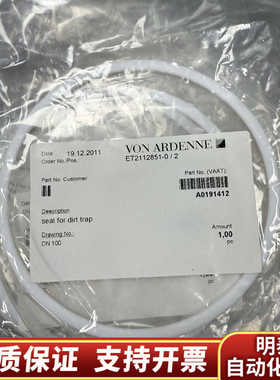 Date 19.12.2011
VON ARDENNE
Order No./Pos.
ET2112851-0 / 2
Part No. Customer
Part No. (VAAT)
A0191412
Description
seal for dirt trap
Amount
1,00
pc
Drawing No.:
DN 100
质保证 支持开票
明泰
自动化